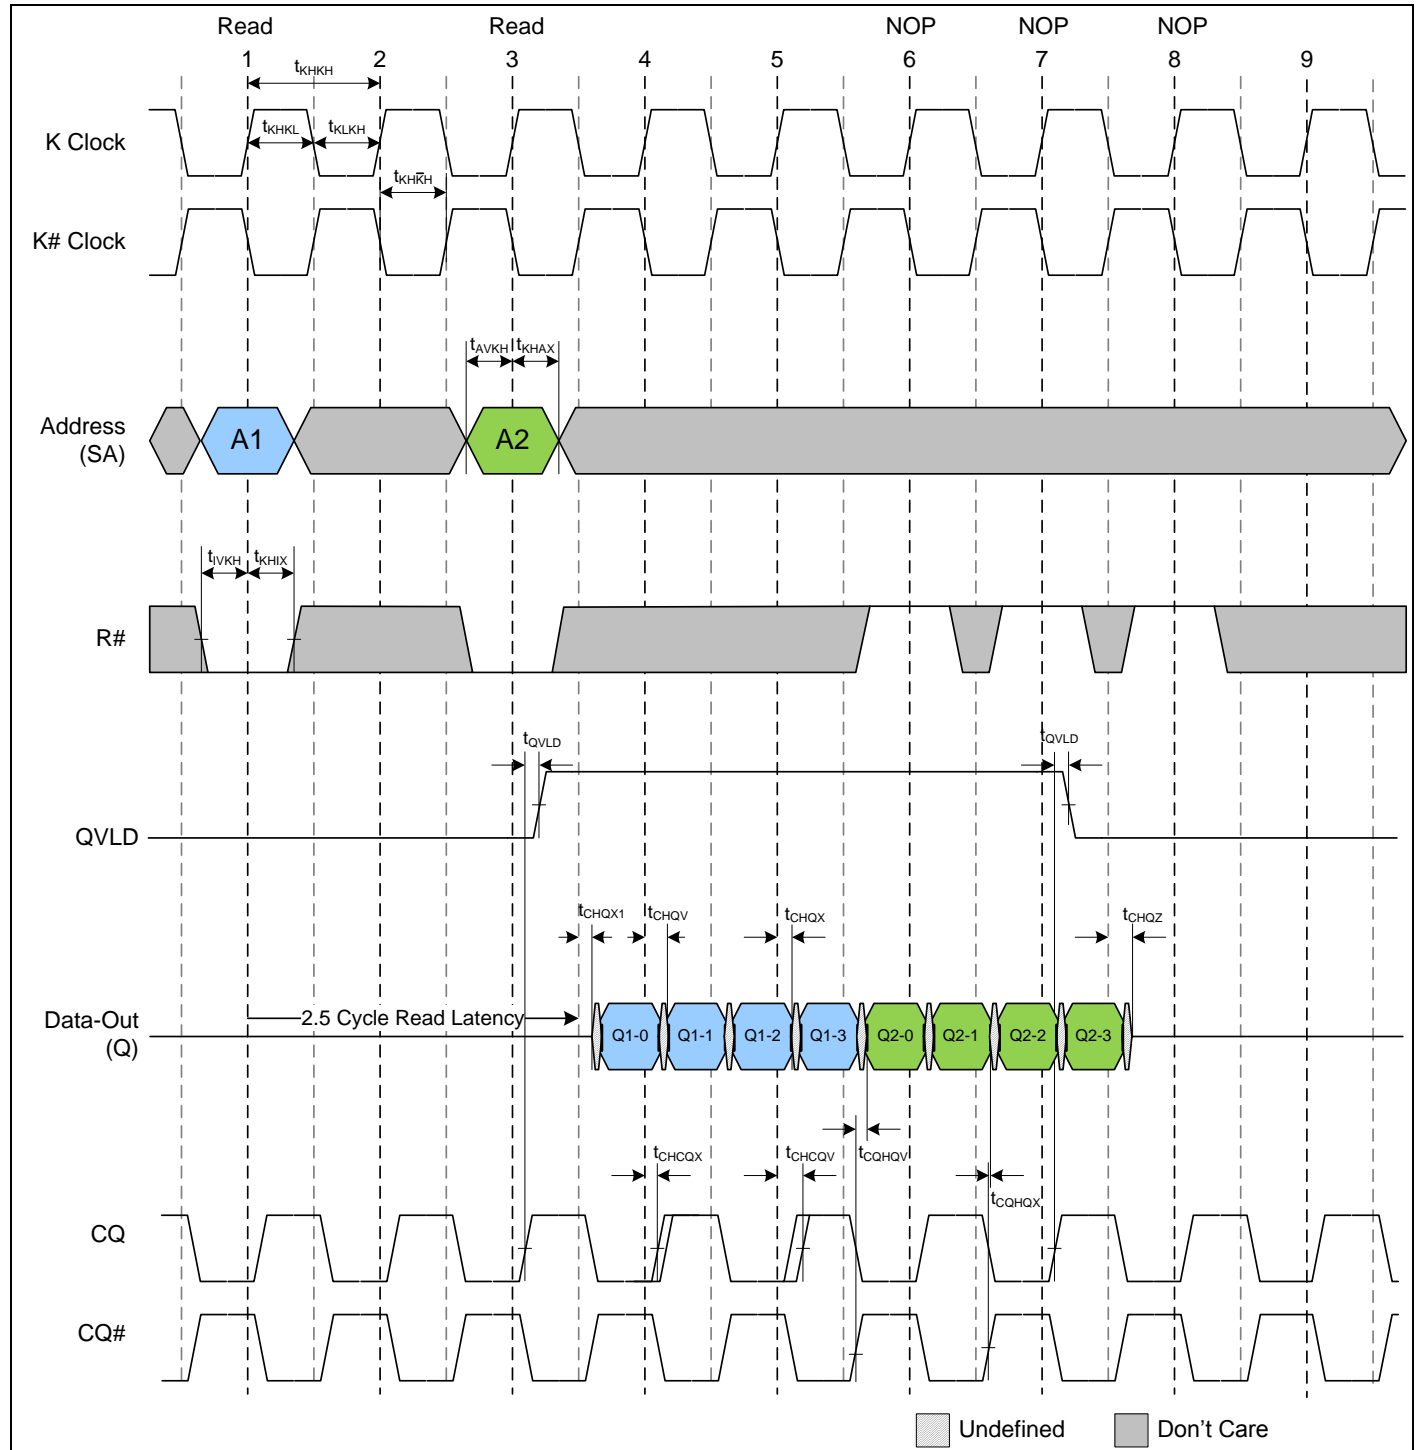 Read Read NOP NOP NOP
1 2 3 4 5 6 7 8 9
tKHKH
K Clock
tKHKL tKLKH
tKHK̅H
K# Clock
tAVKH tKHAX
Address
(SA)
A1 A2
tIVKH tKHIX
R#
tQVLD tQVLD
QVLD
tCHQX1 tCHQV tCHQX tCHQZ
Data-Out
(Q)
2.5 Cycle Read Latency
Q1-0 Q1-1 Q1-2 Q1-3 Q2-0 Q2-1 Q2-2 Q2-3
tCHCQX tCHCQV tCQHQV
tCQHQX
CQ
CQ#
Undefined Don't Care